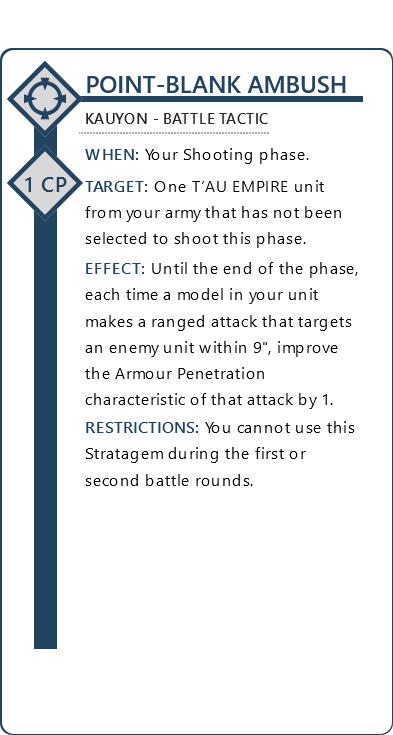 POINT-BLANK AMBUSH
KAUYON - BATTLE TACTIC
WHEN: Your Shooting phase.
1 CP
TARGET: One T'AU EMPIRE unit
from your army that has not been
selected to shoot this phase.
EFFECT: Until the end of the phase,
each time a model in your unit
makes a ranged attack that targets
an enemy unit within 9", improve
the Armour Penetration
characteristic of that attack by 1.
RESTRICTIONS: You cannot use this
Stratagem during the first or
second battle rounds.